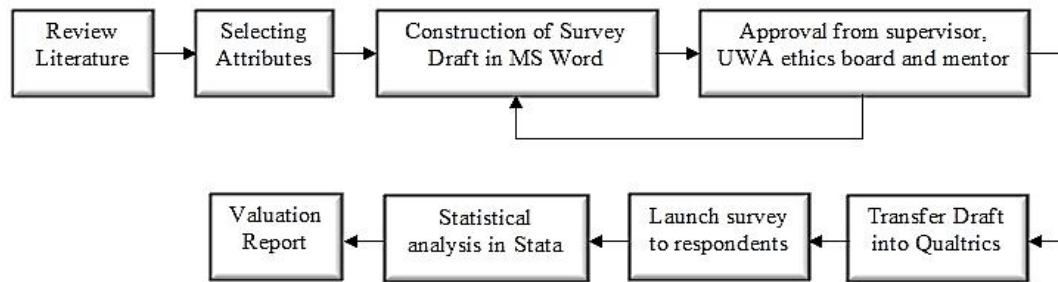 Review
Literature
Selecting
Attributes
Construction of Survey
Draft in MS Word
Approval from supervisor,
UWA ethics board and mentor
Valuation
Report
Statistical
analysis in Stata
Launch survey
to respondents
Transfer Draft
into Qualtrics